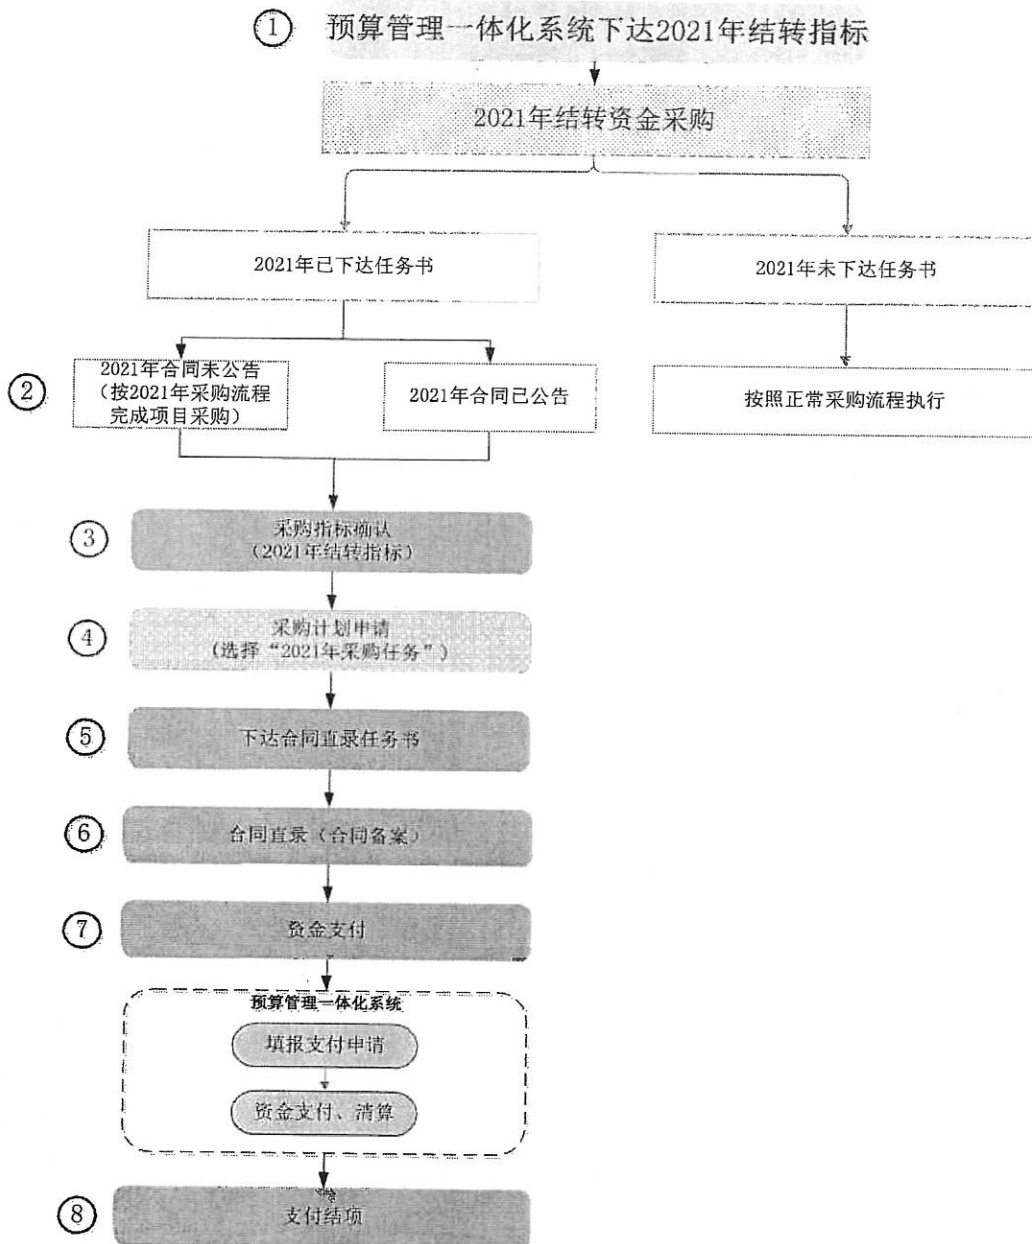 ① 预算管理一体化系统下达2021年结转指标
2021年结转资金采购
2021年已下达任务书
2021年未下达任务书
②
2021年合同未公告
（按2021年采购流程
完成项目采购）
2021年合同已公告
按照正常采购流程执行
③
采购指标确认
（2021年结转指标）
④
采购计划申请
（选择“2021年采购任务”）
⑤ 下达合同直录任务书
⑥ 合同直录（合同备案）
⑦ 资金支付
预算管理一体化系统
填报支付申请
资金支付、清算
⑧ 支付结项